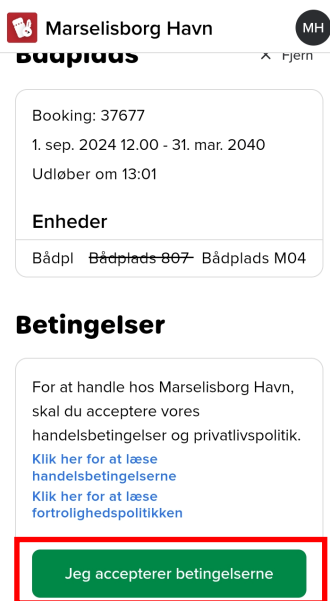 Marselisborg Havn
MH
Bådplads
× Fjern
Booking: 37677
1. sep. 2024 12.00 - 31. mar. 2040
Udløber om 13:01
Enheder
Bådpl Bådplads 807 Bådplads M04
Betingelser
For at handle hos Marselisborg Havn,
skal du acceptere vores
handelsbetingelser og privatlivspolitik.
Klik her for at læse
handelsbetingelserne
Klik her for at læse
fortrolighedspolitikken
Jeg accepterer betingelserne